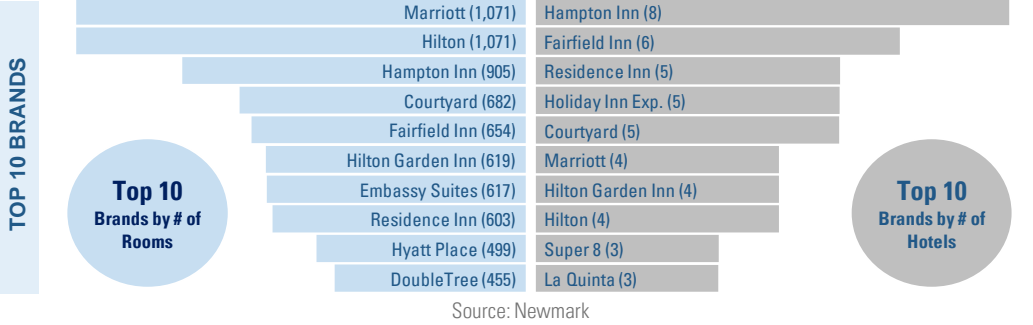 TOP 10 BRANDS
Marriott (1,071)
Hilton (1,071)
Hampton Inn (905)
Courtyard (682)
Fairfield Inn (654)
Hilton Garden Inn (619)
Embassy Suites (617)
Residence Inn (603)
Hyatt Place (499)
DoubleTree (455)
Top 10
Brands by # of
Rooms
Hampton Inn (8)
Fairfield Inn (6)
Residence Inn (5)
Holiday Inn Exp. (5)
Courtyard (5)
Marriott (4)
Hilton Garden Inn (4)
Hilton (4)
Super 8 (3)
La Quinta (3)
Top 10
Brands by # of
Hotels
Source: Newmark